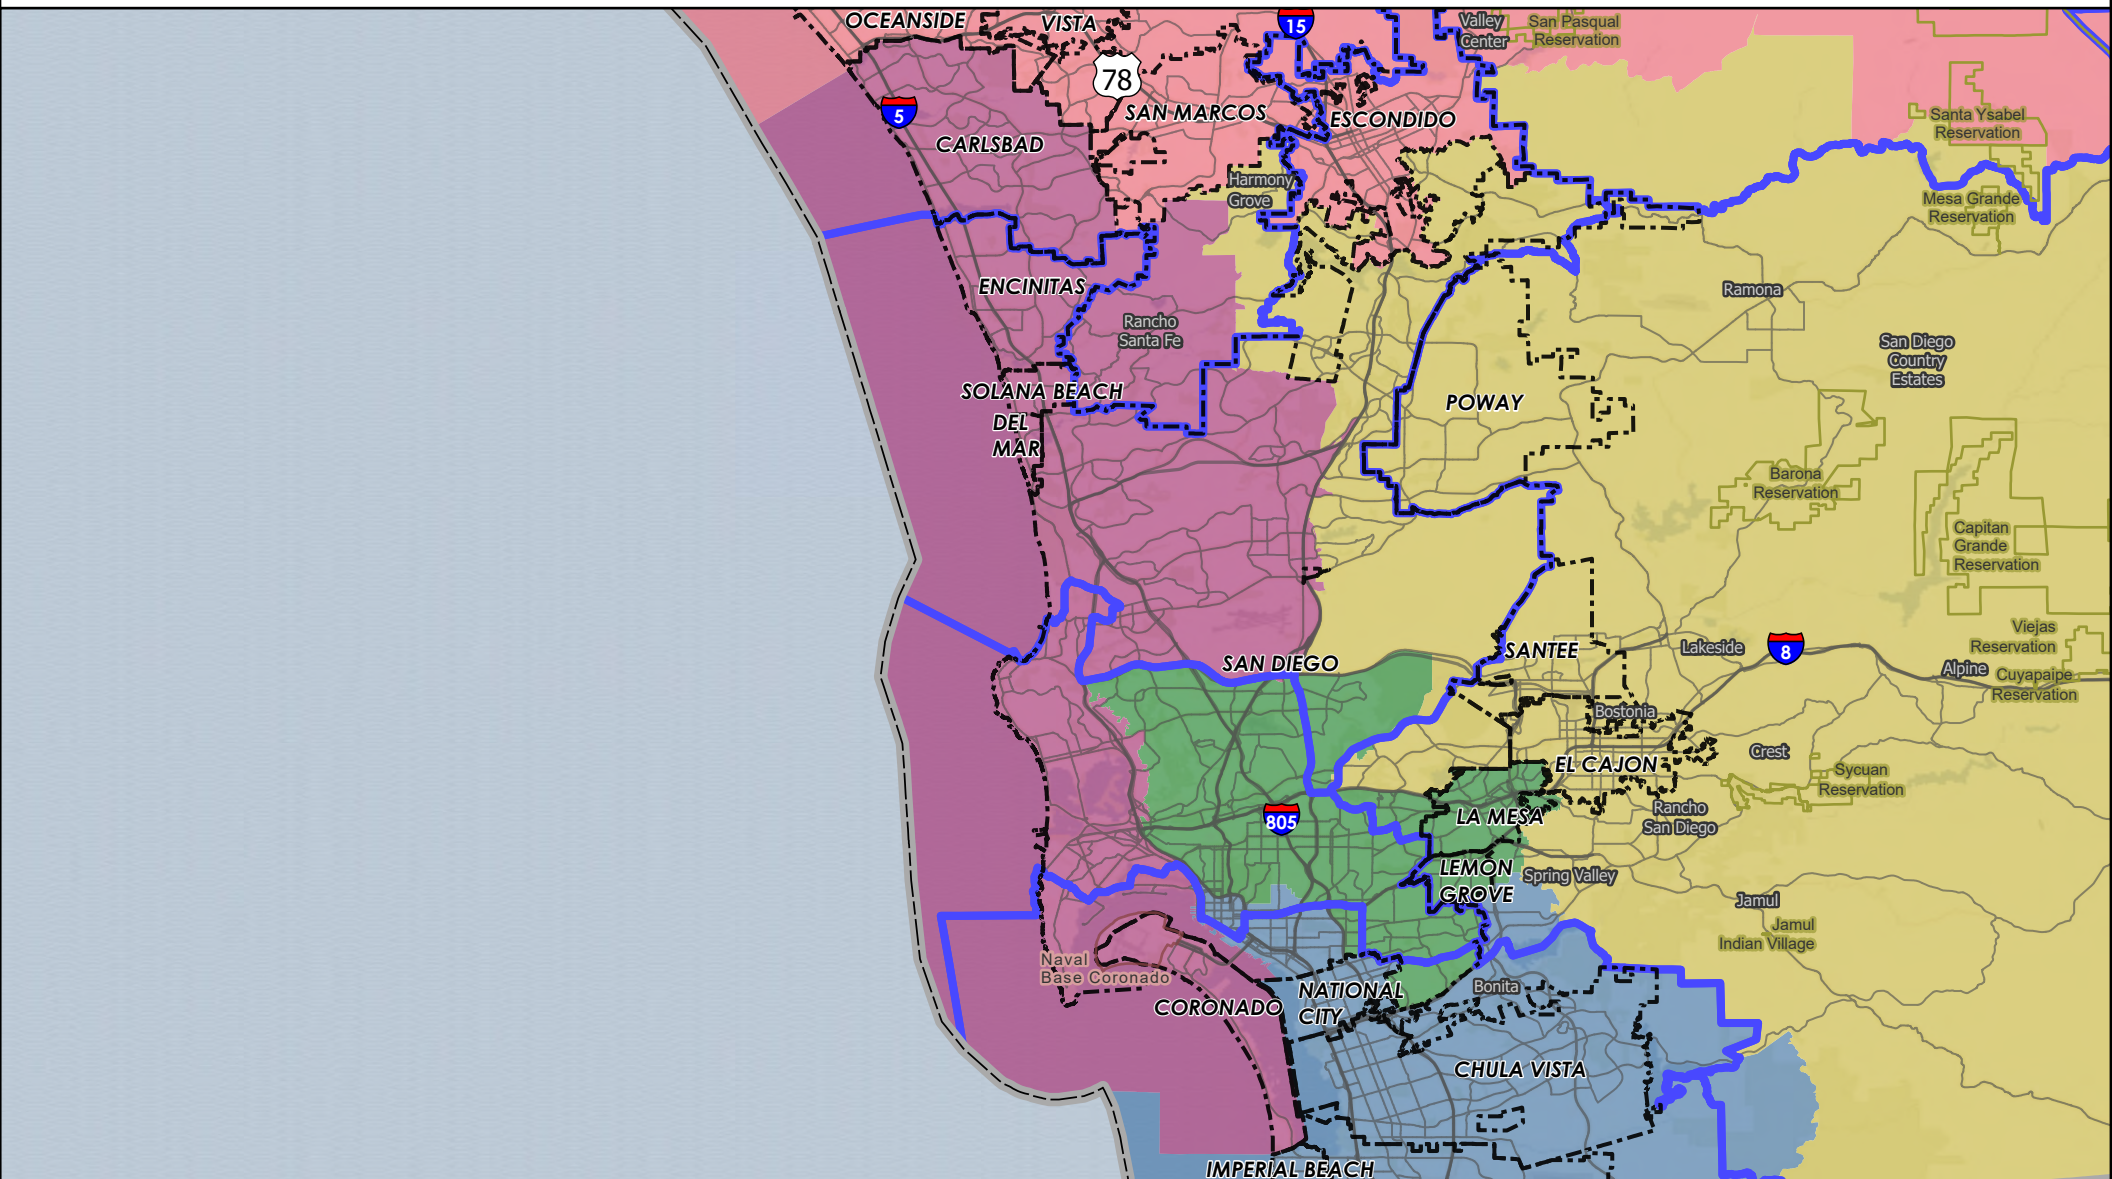 OCEANSIDE
VISTA
15
Valley
Center
San Pasqual
Reservation
78
5
SAN MARCOS
ESCONDIDO
Santa Ysabel
Reservation
CARLSBAD
Harmony
Grove
Mesa Grande
Reservation
ENCINITAS
Ramona
Rancho
Santa Fe
San Diego
Country
Estates
SOLANA BEACH
POWAY
DEL
MAR
Barona
Reservation
Capitan
Grande
Reservation
Viejas
Reservation
SAN DIEGO
SANTEE
Lakeside
8
Alpine
Cuyapaipe
Reservation
Bostonia
Crest
EL CAJON
Sycuan
Reservation
805
LA MESA
Rancho
San Diego
LEMON
GROVE
Spring Valley
Jamul
Jamul
Indian Village
Naval
Base Coronado
CORONADO
NATIONAL
CITY
Bonita
CHULA VISTA
IMPERIAL BEACH